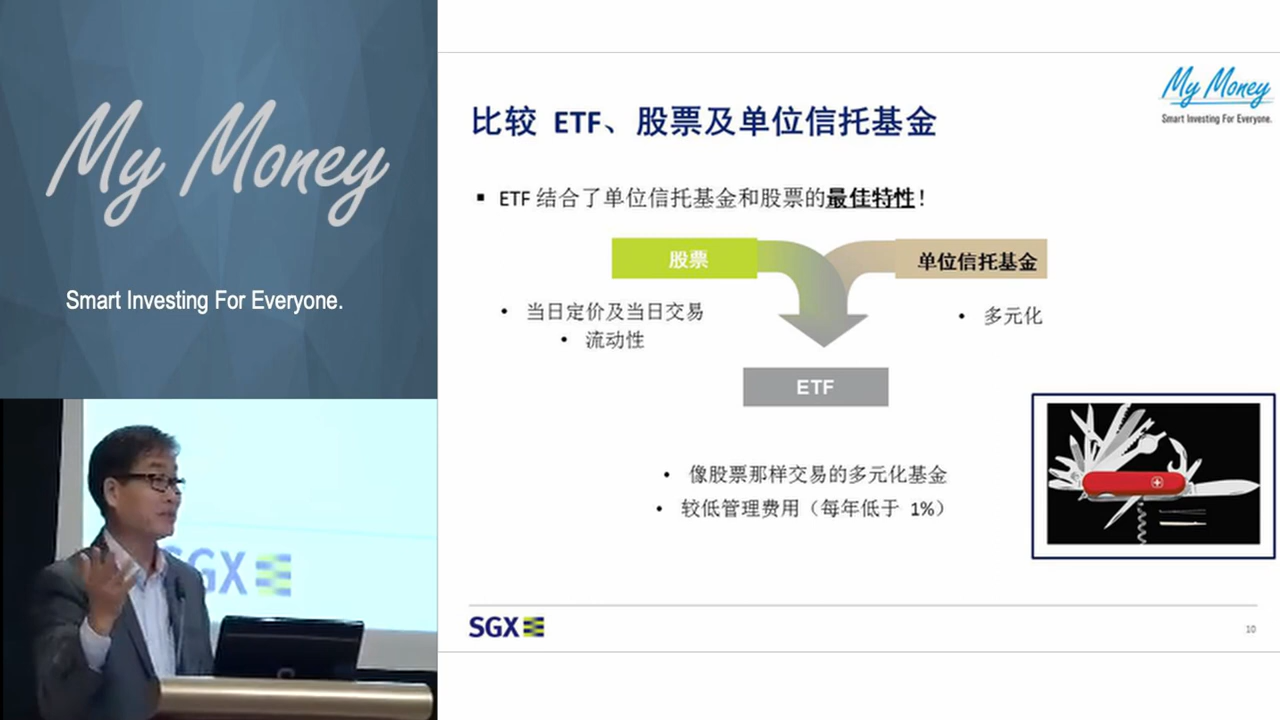 My Money
Smart Investing For Everyone.
SGX
My Money
Smart Investing For Everyone.
比较 ETF、股票及单位信托基金
▪ ETF 结合了单位信托基金和股票的最佳特性！
股票
单位信托基金
• 当日定价及当日交易
• 流动性
• 多元化
ETF
• 像股票那样交易的多元化基金
• 较低管理费用（每年低于 1%）
SGX
10